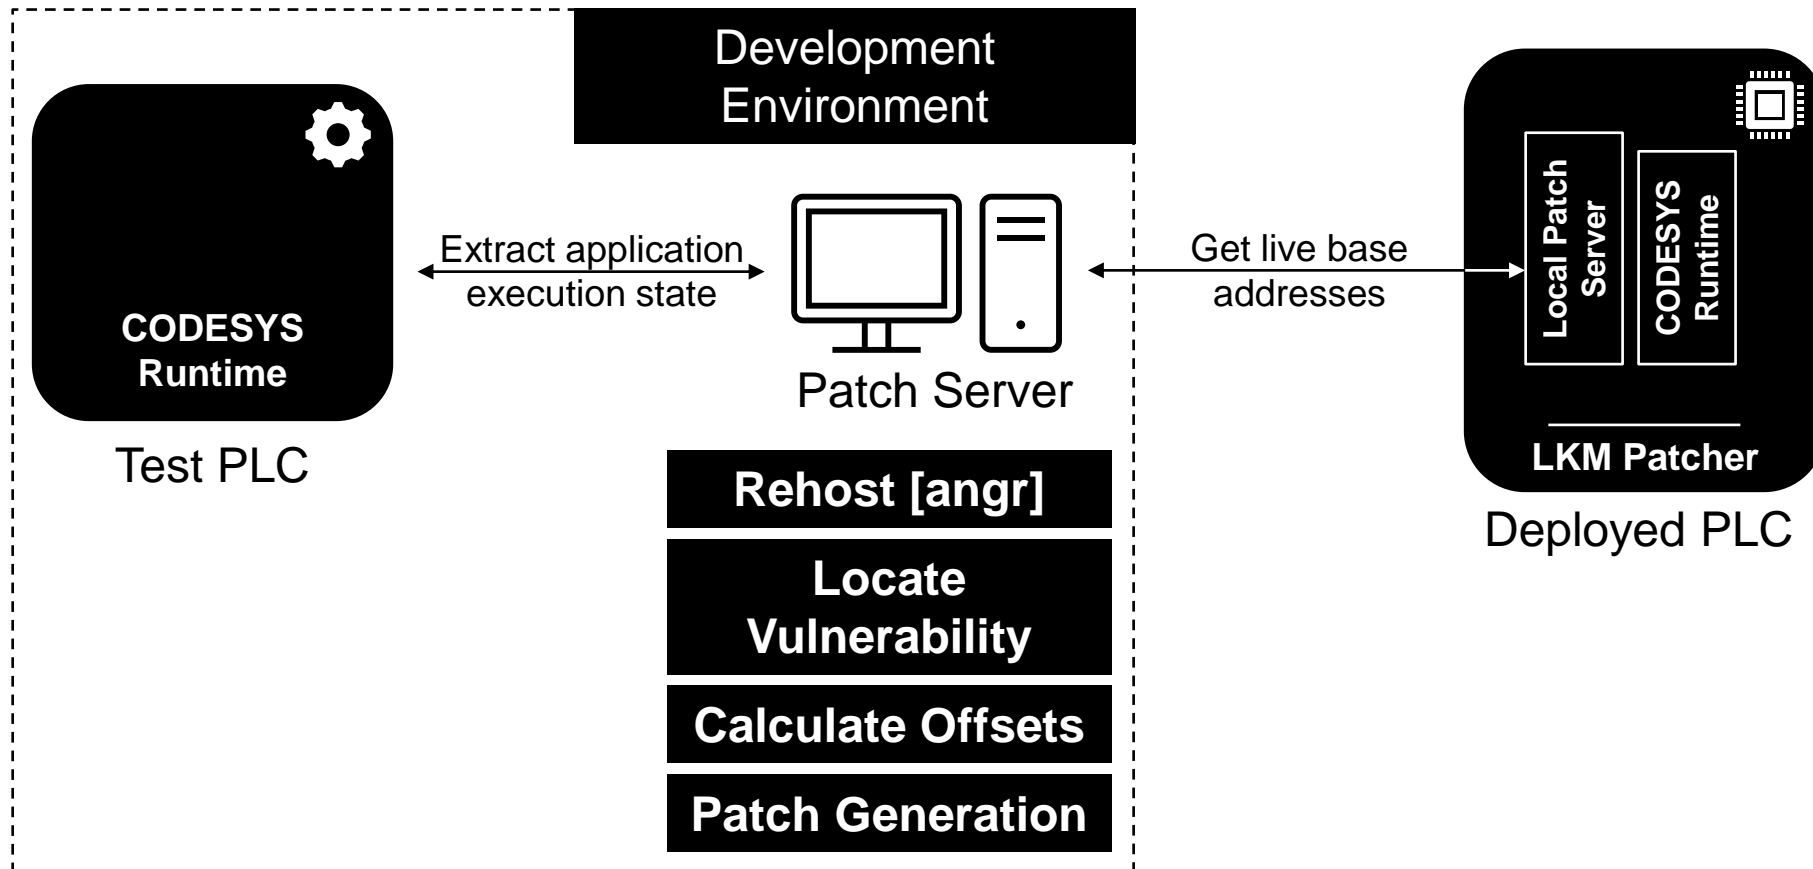 Development
Environment
CODESYS
Runtime
Test PLC
Extract application
execution state
Patch Server
Rehost [angr]
Locate
Vulnerability
Calculate Offsets
Patch Generation
Get live base
addresses
Local Patch
Server
CODESYS
Runtime
LKM Patcher
Deployed PLC